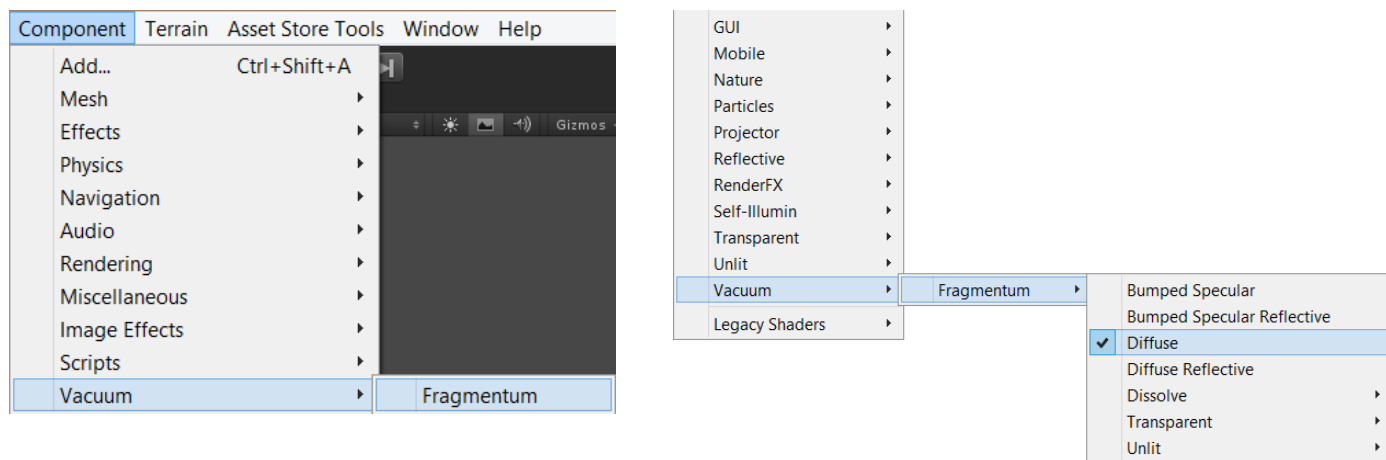 Component Terrain Asset Store Tools Window Help
Add... Ctrl+Shift+A
Mesh
Effects
Gizmos
Physics
Navigation
Audio
Rendering
Miscellaneous
Image Effects
Scripts
Vacuum
Fragmentum
GUI
Mobile
Nature
Particles
Projector
Reflective
RenderFX
Self-Illumin
Transparent
Unlit
Vacuum
Legacy Shaders
Fragmentum
Bumped Specular
Bumped Specular Reflective
Diffuse
Diffuse Reflective
Dissolve
Transparent
Unlit